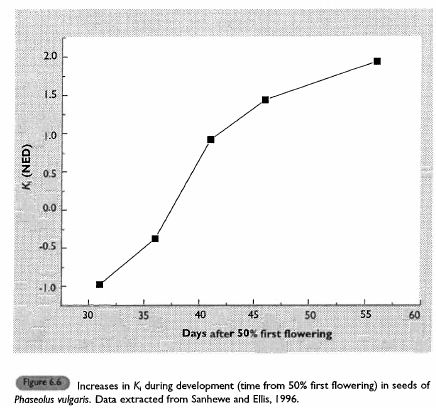 2.0
1.5
1.0
0.5
0.0
-0.5
-1.0
Ki (NED)
30 35 40 45 50 55 60
Days after 50% first flowering
Figure 6.6 Increases in Ki during development (time from 50% first flowering) in seeds of
Phaseolus vulgaris. Data extracted from Sanhewe and Ellis, 1996.